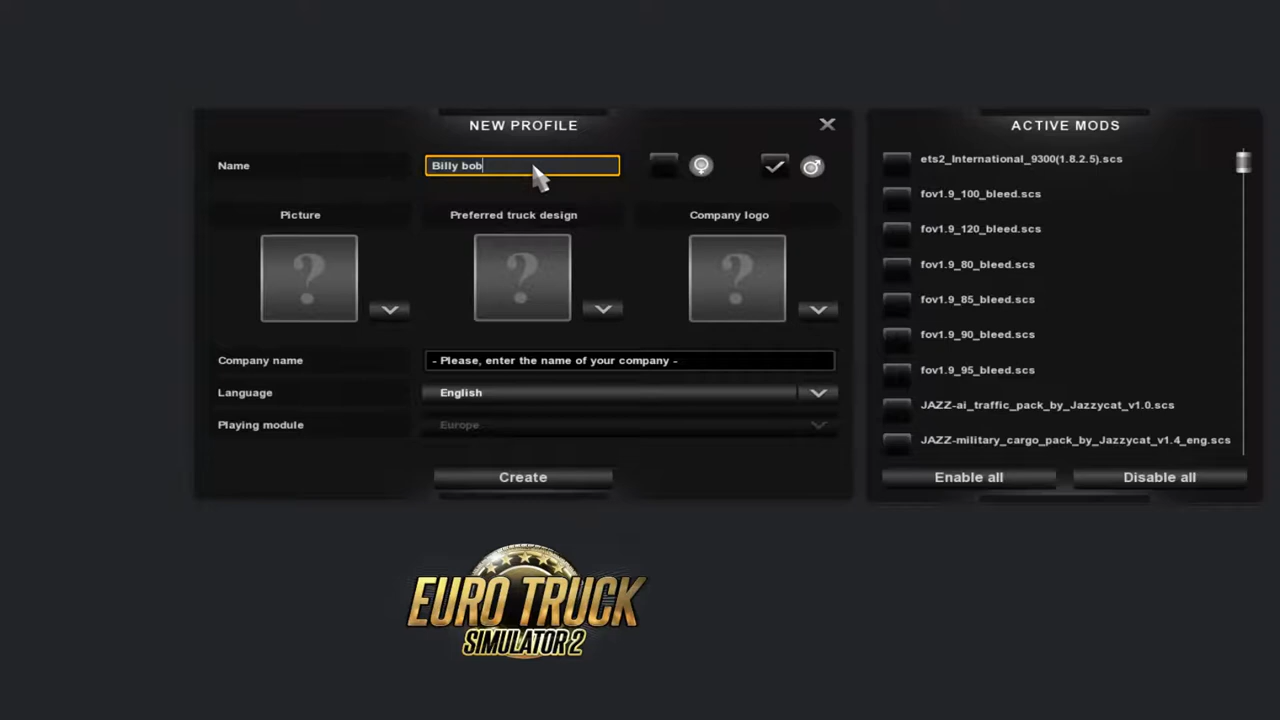 NEW PROFILE
Name
Billy bob
Picture
Preferred truck design
Company logo
?
?
?
Company name
- Please, enter the name of your company -
Language
English
Playing module
Europe
Create
ACTIVE MODS
ets2_International_9300(1.8.2.5).scs
fov1.9_100_bleed.scs
fov1.9_120_bleed.scs
fov1.9_80_bleed.scs
fov1.9_85_bleed.scs
fov1.9_90_bleed.scs
fov1.9_95_bleed.scs
JAZZ-ai_traffic_pack_by_Jazzycat_v1.0.scs
JAZZ-military_cargo_pack_by_Jazzycat_v1.4_eng.scs
Enable all
Disable all
EURO TRUCK
SIMULATOR 2